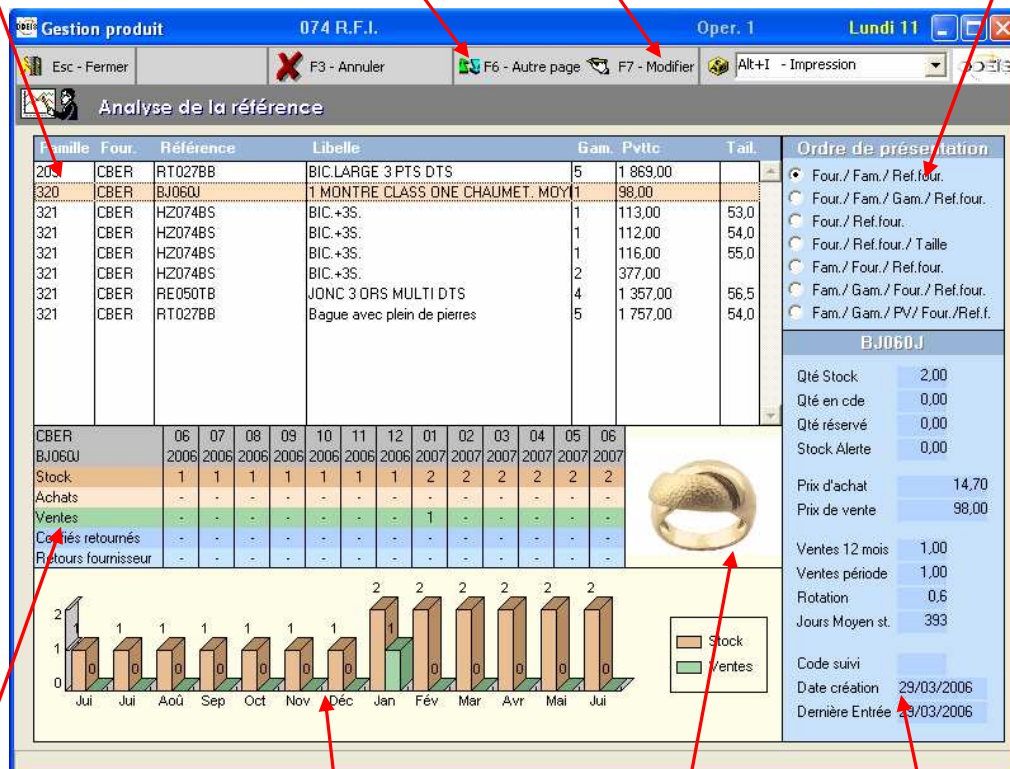 Gestion produit 074 R.F.I. Oper. 1 Lundi 11
Esc - Fermer F3 - Annuler F6 - Autre page F7 - Modifier Alt+I - Impression
Analyse de la référence
Famille Four. Référence Libelle Gam. Pvttc Tail.
CBER RT027BB BIC.LARGE 3 PTS DTS 5 1 869,00
320 CBER BJ060J 1 MONTRE CLASS ONE CHAUMET. MOY 1 98,00
321 CBER HZ074BS BIC.+3S. 1 113,00 53,0
321 CBER HZ074BS BIC.+3S. 1 112,00 54,0
321 CBER HZ074BS BIC.+3S. 1 116,00 55,0
321 CBER HZ074BS BIC.+3S. 2 377,00
321 CBER RE050TB JONC 3 ORS MULTI DTS 4 1 357,00 56,5
321 CBER RT027BB Bague avec plein de pierres 5 1 757,00 54,0
Ordre de présentation
Four./ Fam./ Ref.four.
Four./ Fam./ Gam./ Ref.four.
Four./ Ref.four.
Four./ Ref.four./ Taille
Fam./ Four./ Ref.four.
Fam./ Gam./ Four./ Ref.four.
Fam./ Gam./ PV/ Four./Ref.f.
BJ060J
Qté Stock 2,00
Qté en cde 0,00
Qté réservé 0,00
Stock Alerte 0,00
Prix d'achat 14,70
Prix de vente 98,00
Ventes 12 mois 1,00
Ventes période 1,00
Rotation 0,6
Jours Moyen st. 393
Code suivi
Date création 29/03/2006
Dernière Entrée 29/03/2006
CBER 06 07 08 09 10 11 12 01 02 03 04 05 06
BJ060J 2006 2006 2006 2006 2006 2006 2006 2007 2007 2007 2007 2007 2007
Stock 1 1 1 1 1 1 1 2 2 2 2 2 2
Achats - - - - - - - - - - - - -
Ventes - - - - - - - 1 - - - - -
Confiés retournés - - - - - - - - - - - - -
Retours fournisseur - - - - - - - - - - - - -
2 2 2 2 2 2
2
1 1 1 1 1 1 1 1
1
0 0 0 0 0 0 0 0 0 0 0 0
0
Jui Jui Aoû Sep Oct Nov Déc Jan Fév Mar Avr Mai Jui
Stock
Ventes